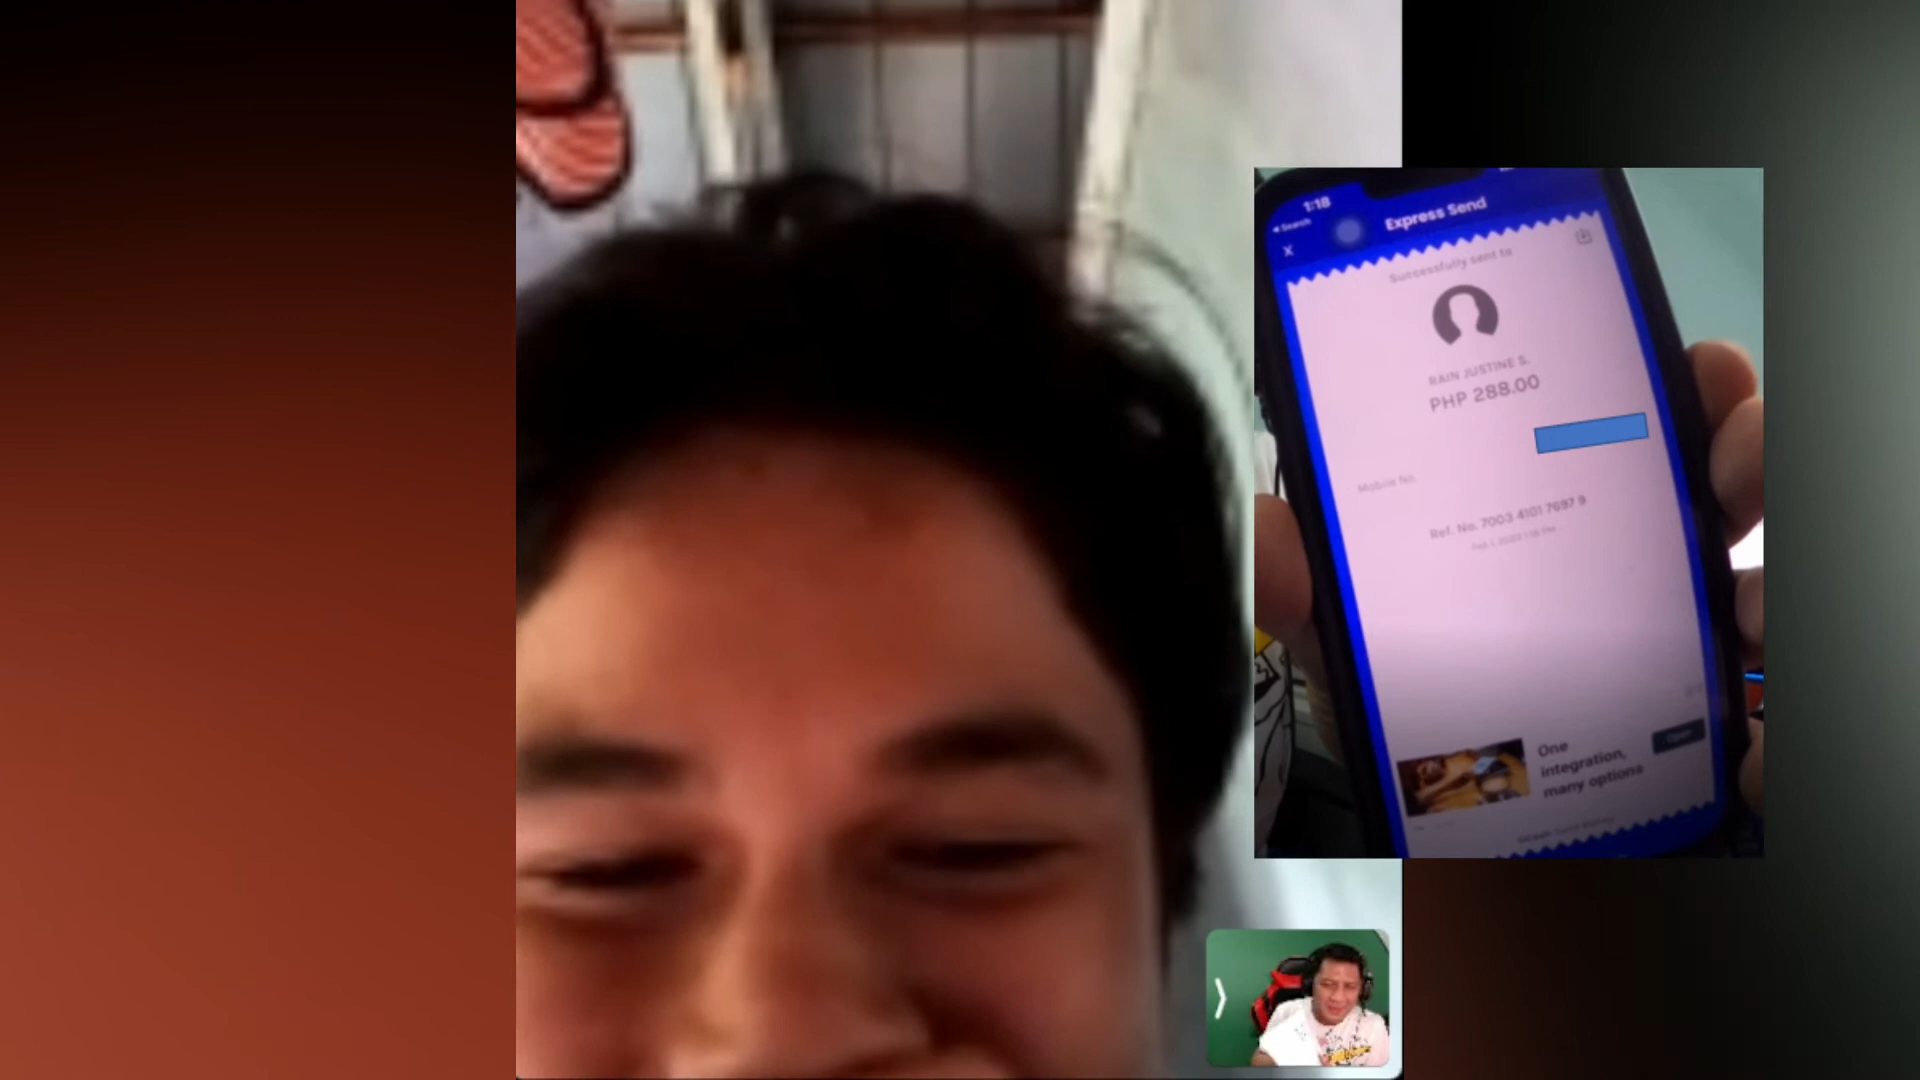 1:18
Search
Express Send
X
Successfully sent to
RAIN JUSTINE S.
PHP 288.00
Mobile No.
Ref. No. 7003 4101 7697 9
One
integration,
many options
Open